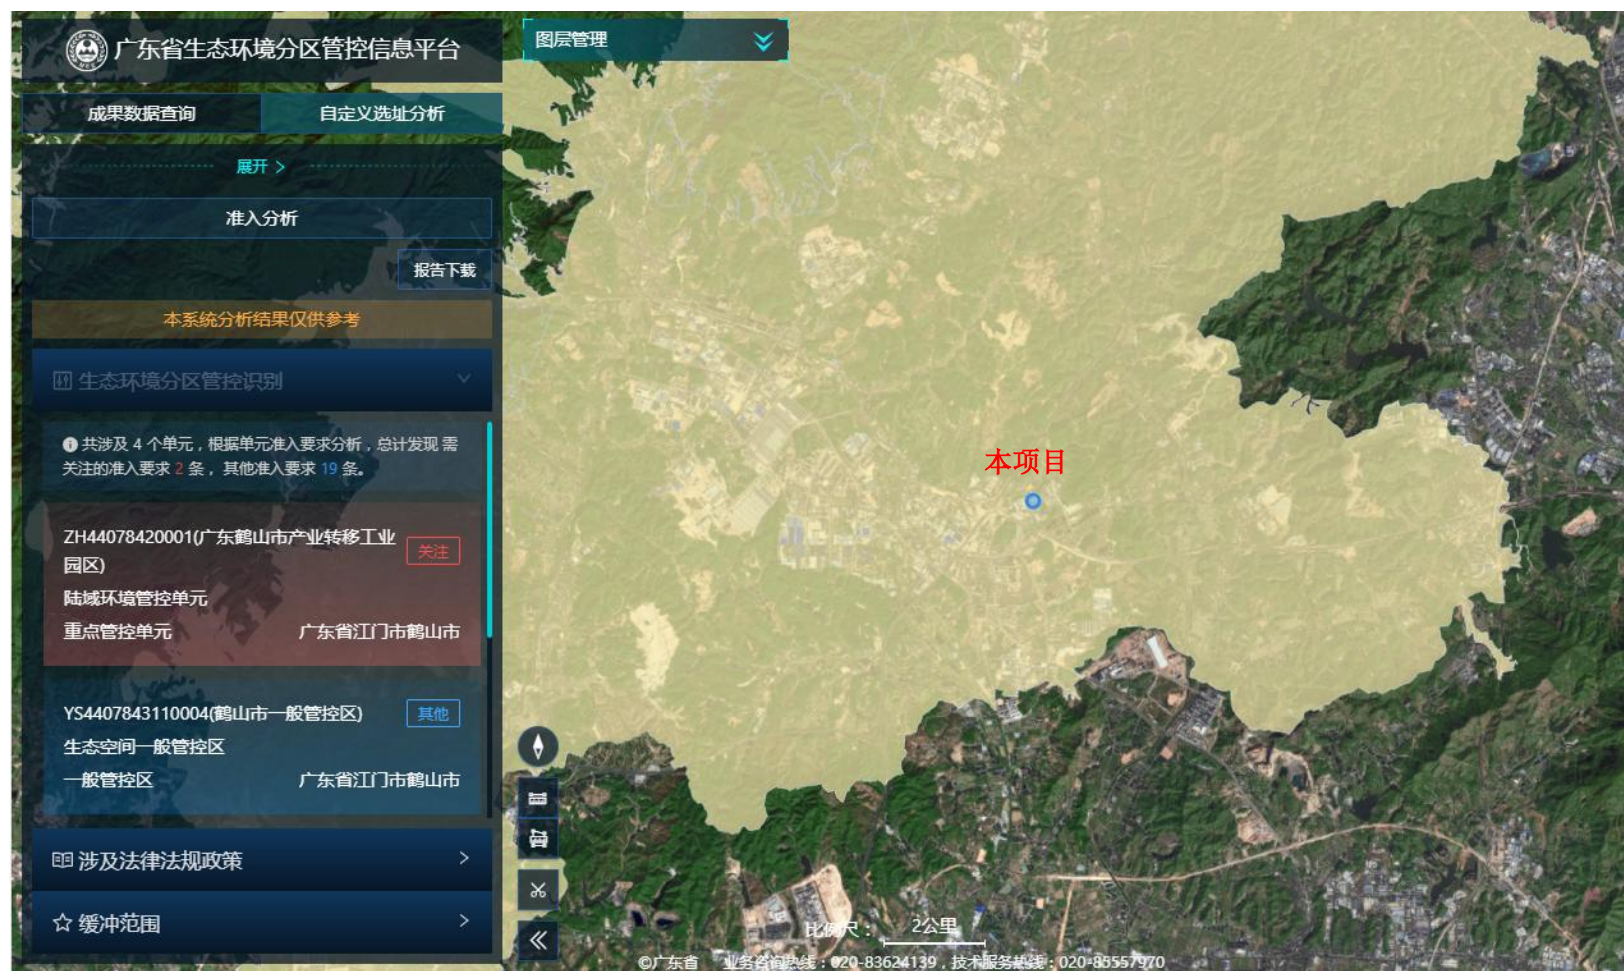 广东省生态环境分区管控信息平台
图层管理
成果数据查询
自定义选址分析
展开 >
准入分析
报告下载
本系统分析结果仅供参考
生态环境分区管控识别
共涉及 4 个单元，根据单元准入要求分析，总计发现 需
关注的准入要求 2 条， 其他准入要求 19 条。
ZH44078420001(广东鹤山市产业转移工业
园区)
关注
陆域环境管控单元
重点管控单元
广东省江门市鹤山市
YS4407843110004(鹤山市一般管控区)
其他
生态空间一般管控区
一般管控区
广东省江门市鹤山市
涉及法律法规政策
缓冲范围
本项目
比例尺： 2公里
©广东省 业务咨询热线：020-83624139，技术服务热线：020-85557970